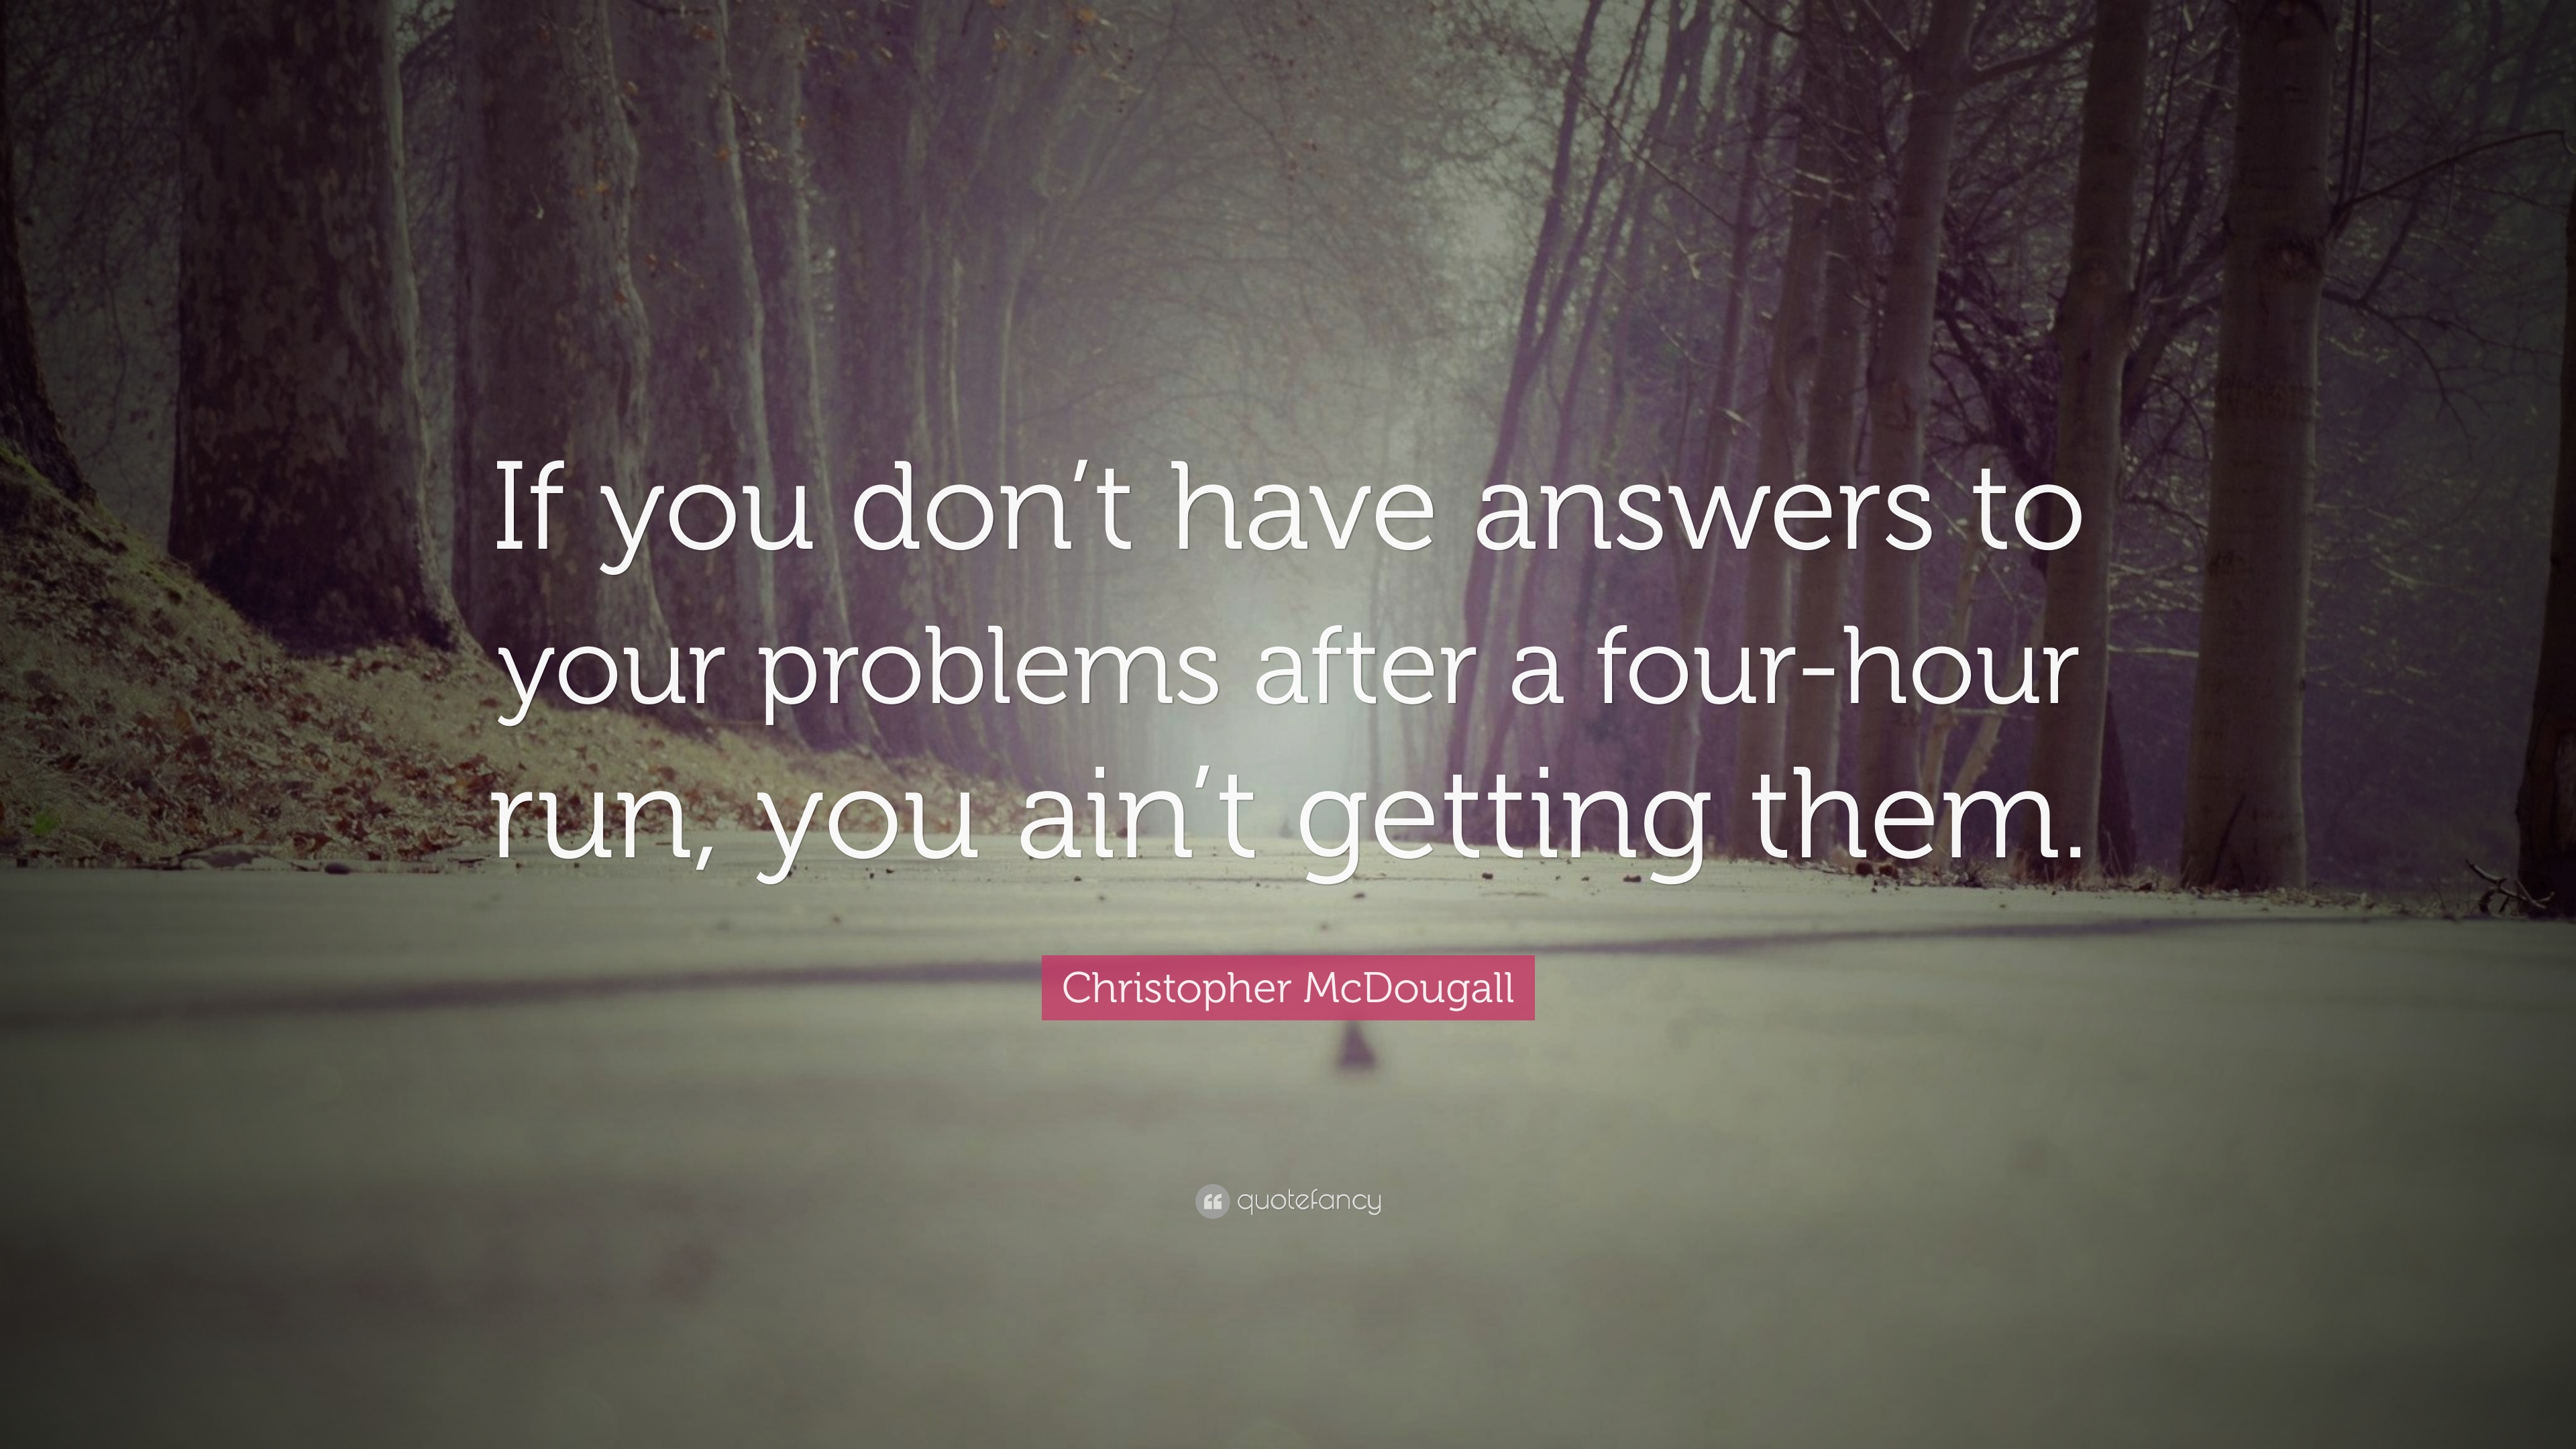 If you don’t have answers to
your problems after a four-hour
run, you ain’t getting them.
Christopher McDougall
quotefancy